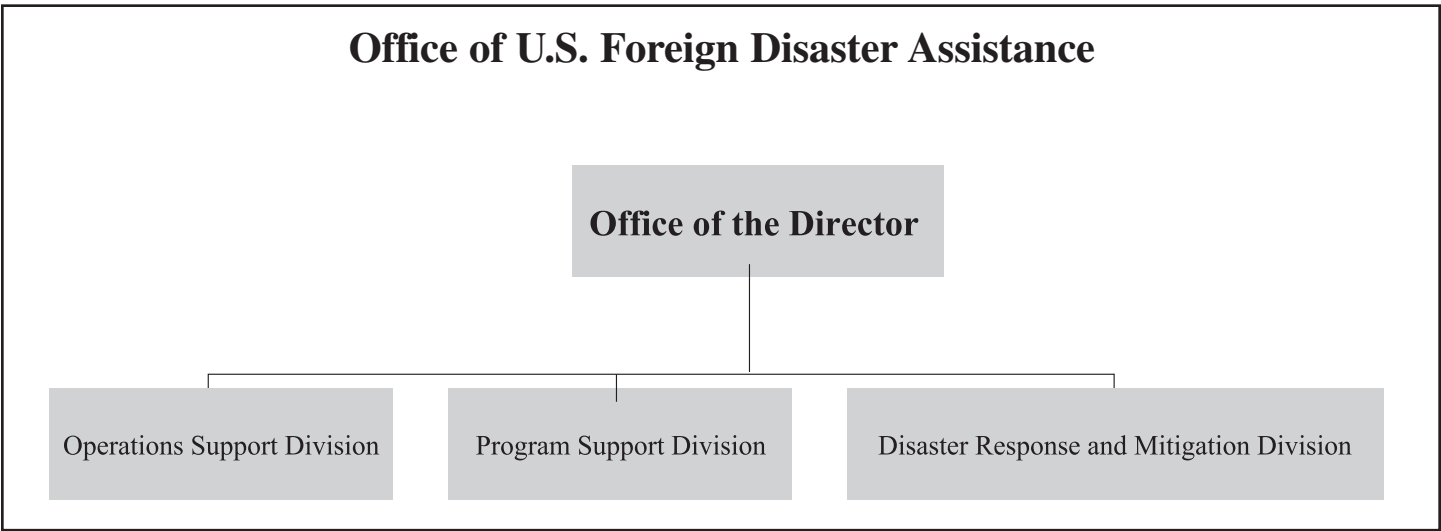 Office of U.S. Foreign Disaster Assistance
Office of the Director
Operations Support Division
Program Support Division
Disaster Response and Mitigation Division